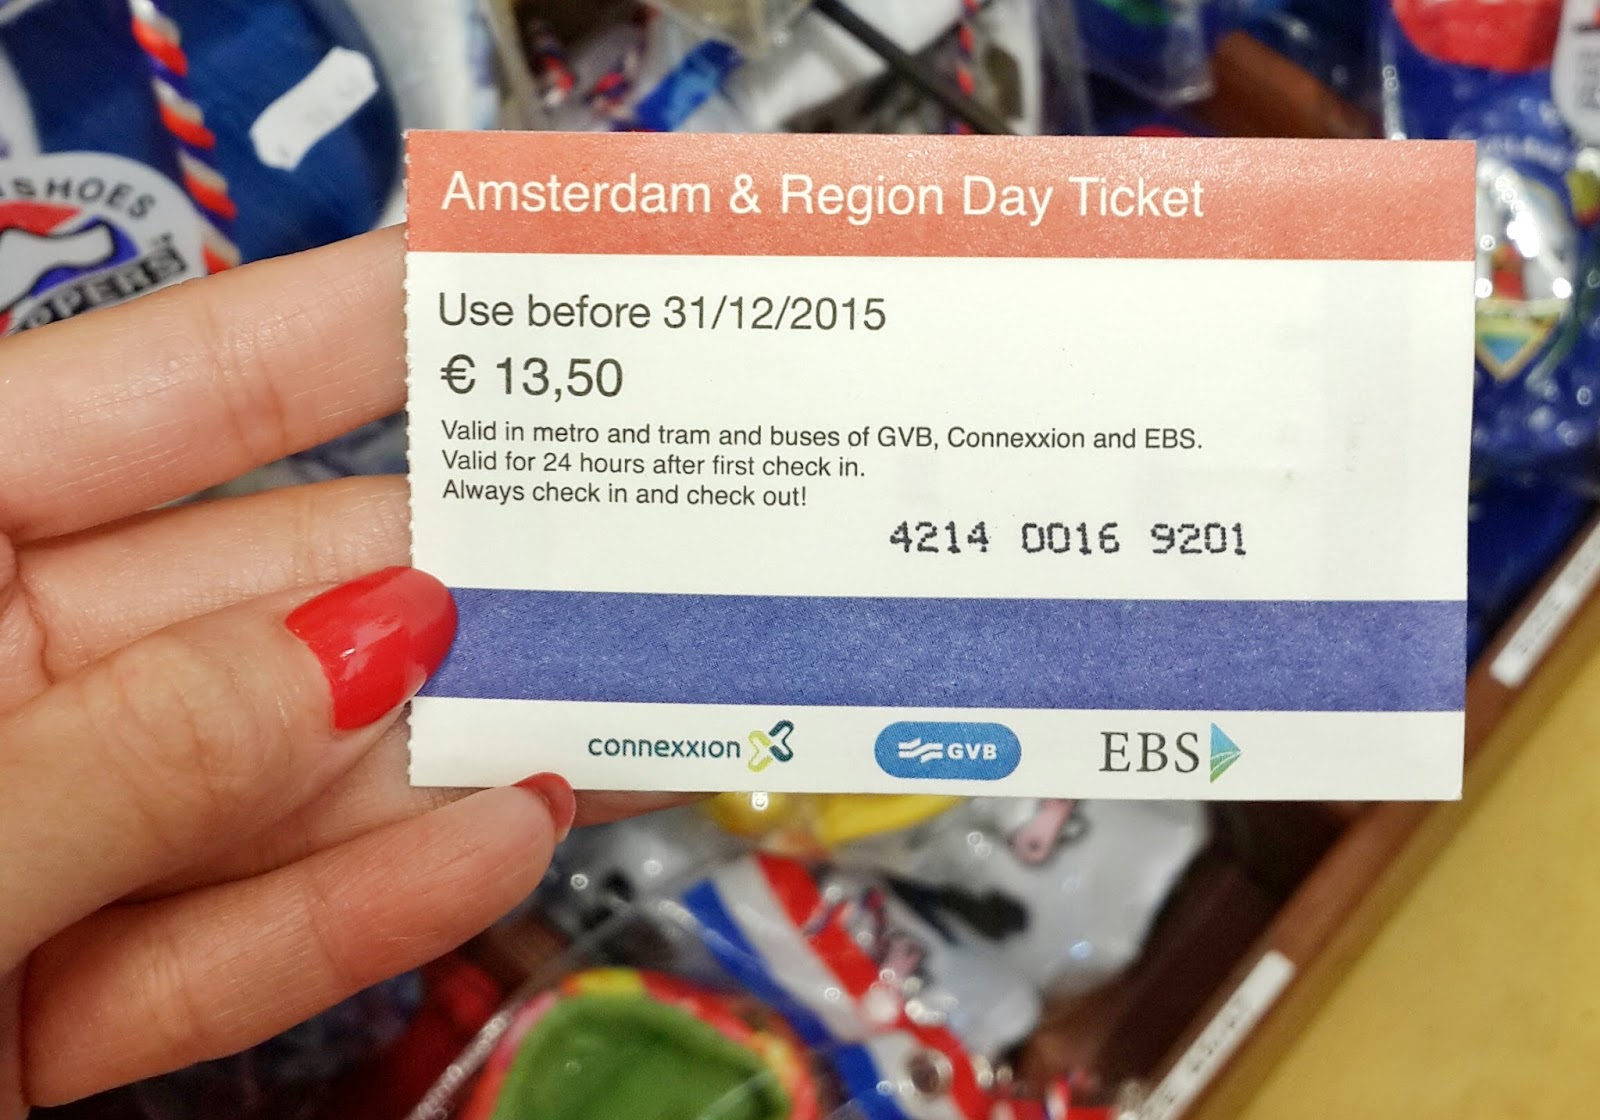 SHOES
Amsterdam & Region Day Ticket
Use before 31/12/2015
€ 13,50
Valid in metro and tram and buses of GVB, Connexxion and EBS.
Valid for 24 hours after first check in.
Always check in and check out!
4214 0016 9201
connexxion
GVB
EBS